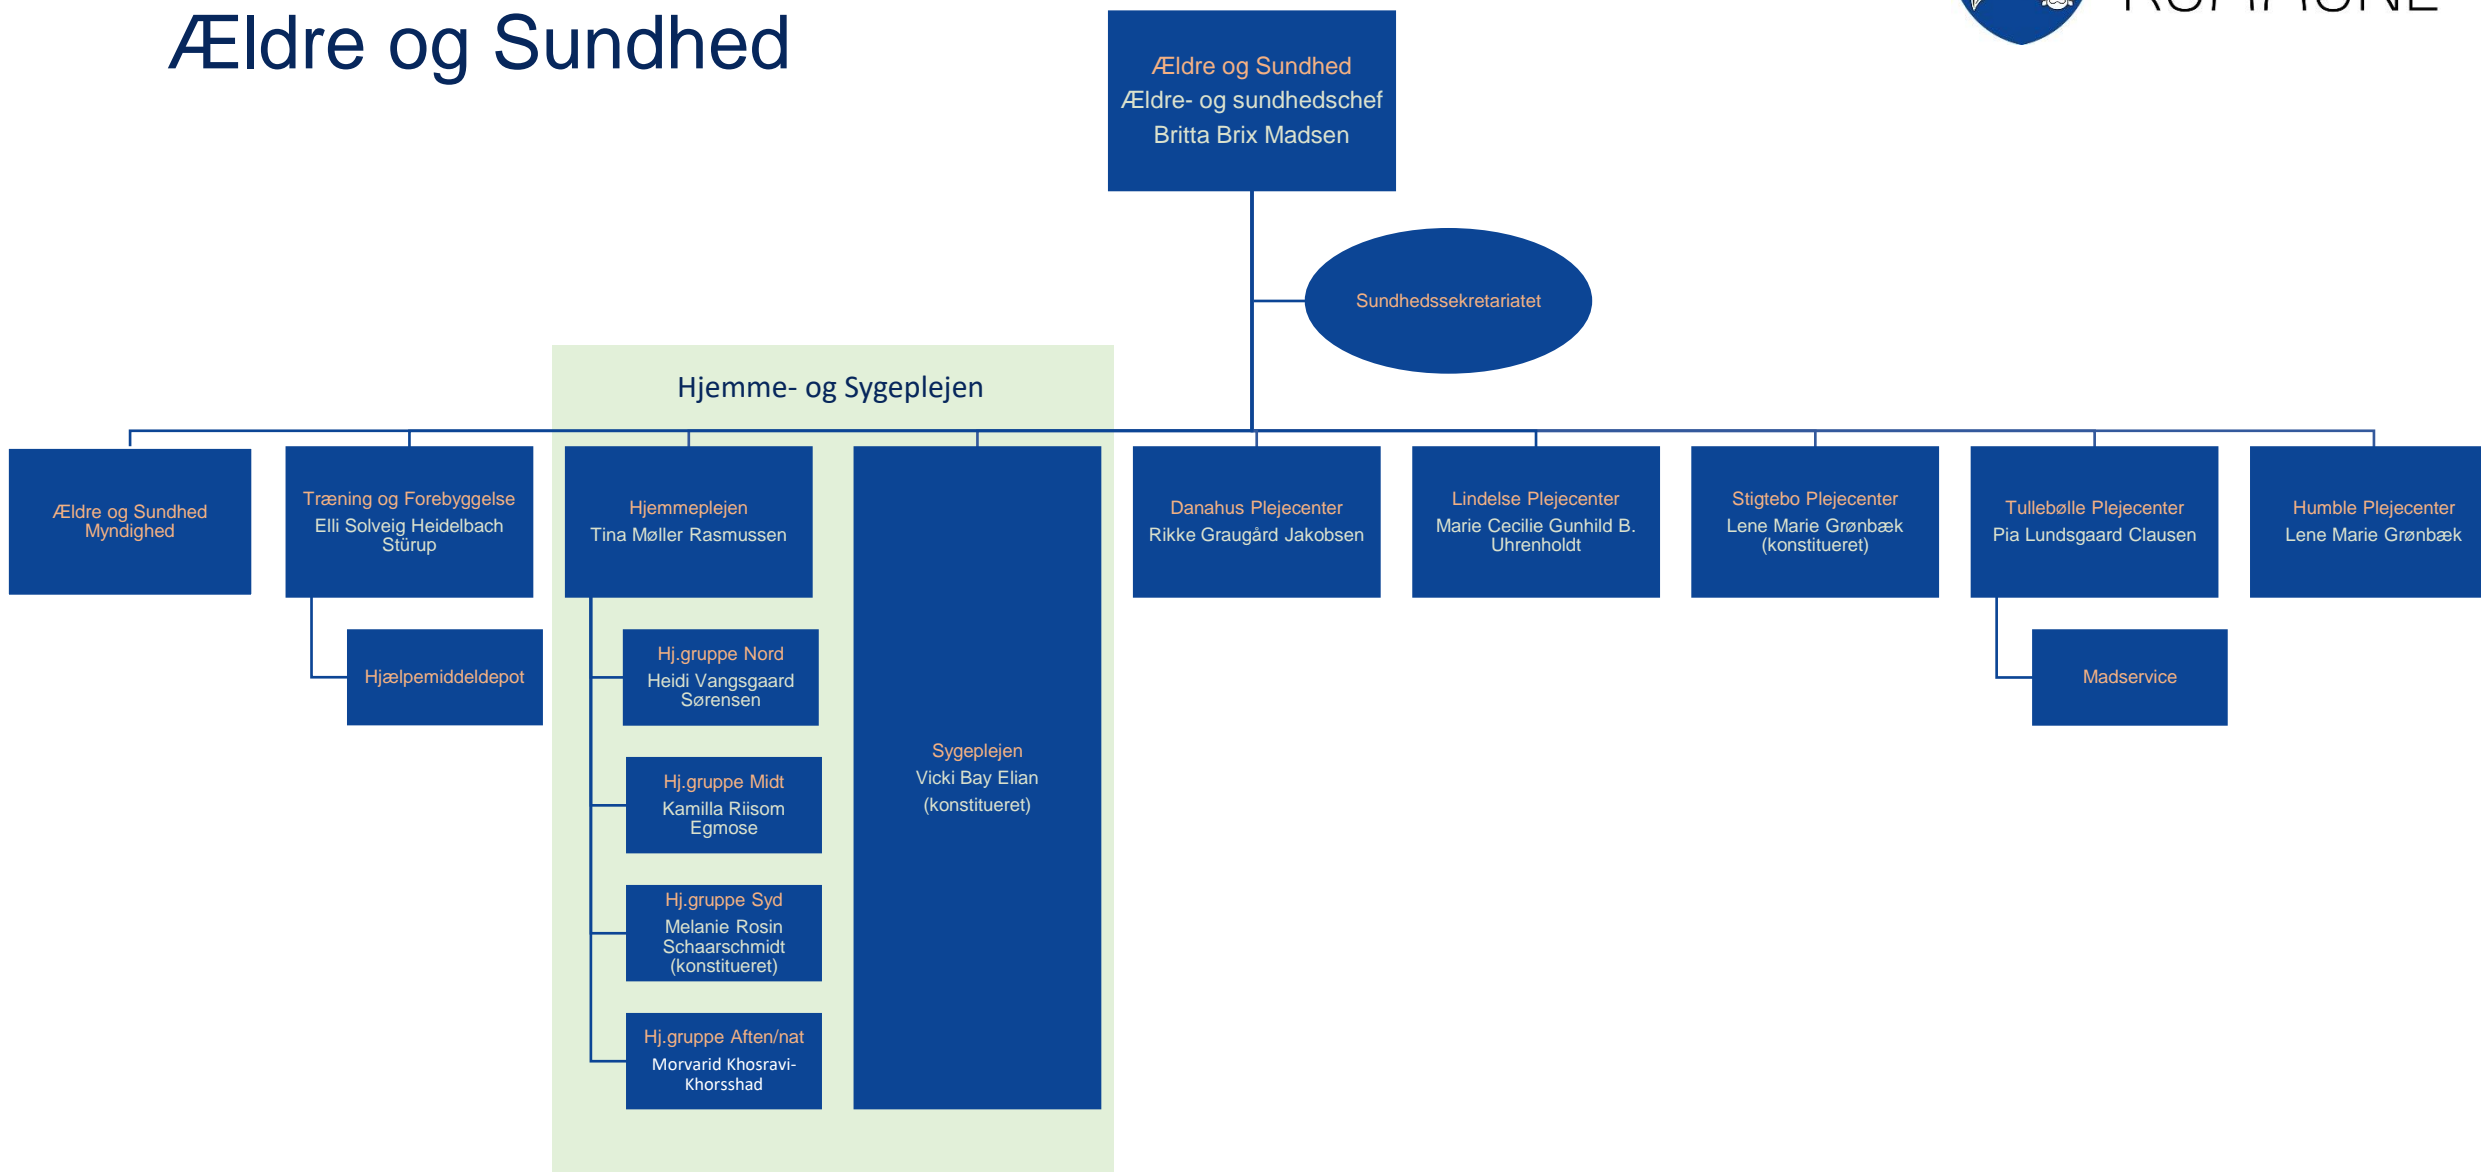 Ældre og Sundhed
Ældre og Sundhed
Ældre- og sundhedschef
Britta Brix Madsen
Sundhedssekretariatet
Hjemme- og Sygeplejen
Ældre og Sundhed
Myndighed
Træning og Forebyggelse
Elli Solveig Heidelbach
Stürup
Hjælpemiddeldepot
Hjemmeplejen
Tina Møller Rasmussen
Hj.gruppe Nord
Heidi Vangsgaard
Sørensen
Hj.gruppe Midt
Kamilla Riisom
Egmose
Hj.gruppe Syd
Melanie Rosin
Schaarschmidt
(konstitueret)
Hj.gruppe Aften/nat
Morvarid Khosravi-
Khorsshad
Sygeplejen
Vicki Bay Elian
(konstitueret)
Danahus Plejecenter
Rikke Graugård Jakobsen
Lindelse Plejecenter
Marie Cecilie Gunhild B.
Uhrenholdt
Stigtebo Plejecenter
Lene Marie Grønbæk
(konstitueret)
Tullebølle Plejecenter
Pia Lundsgaard Clausen
Madservice
Humble Plejecenter
Lene Marie Grønbæk